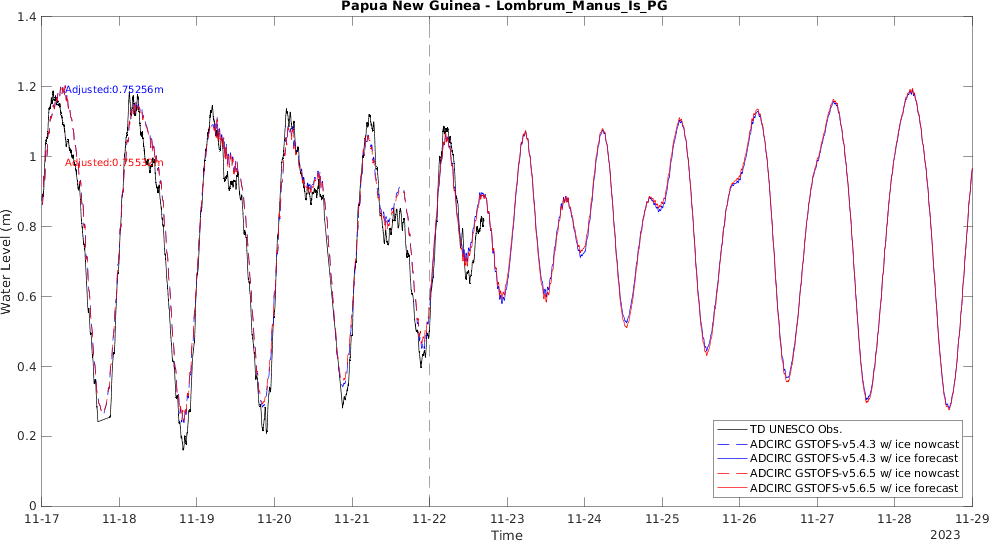 Papua New Guinea - Lombrum_Manus_Is_PG
1.4
1.2
1
0.8
0.6
0.4
0.2
0
Water Level (m)
Adjusted:0.75256m
TD UNESCO Obs.
ADCIRC GSTOFS-v5.4.3 w/ ice nowcast
ADCIRC GSTOFS-v5.4.3 w/ ice forecast
ADCIRC GSTOFS-v5.6.5 w/ ice nowcast
ADCIRC GSTOFS-v5.6.5 w/ ice forecast
11-17 11-18 11-19 11-20 11-21 11-22 11-23 11-24 11-25 11-26 11-27 11-28 11-29
Time
2023